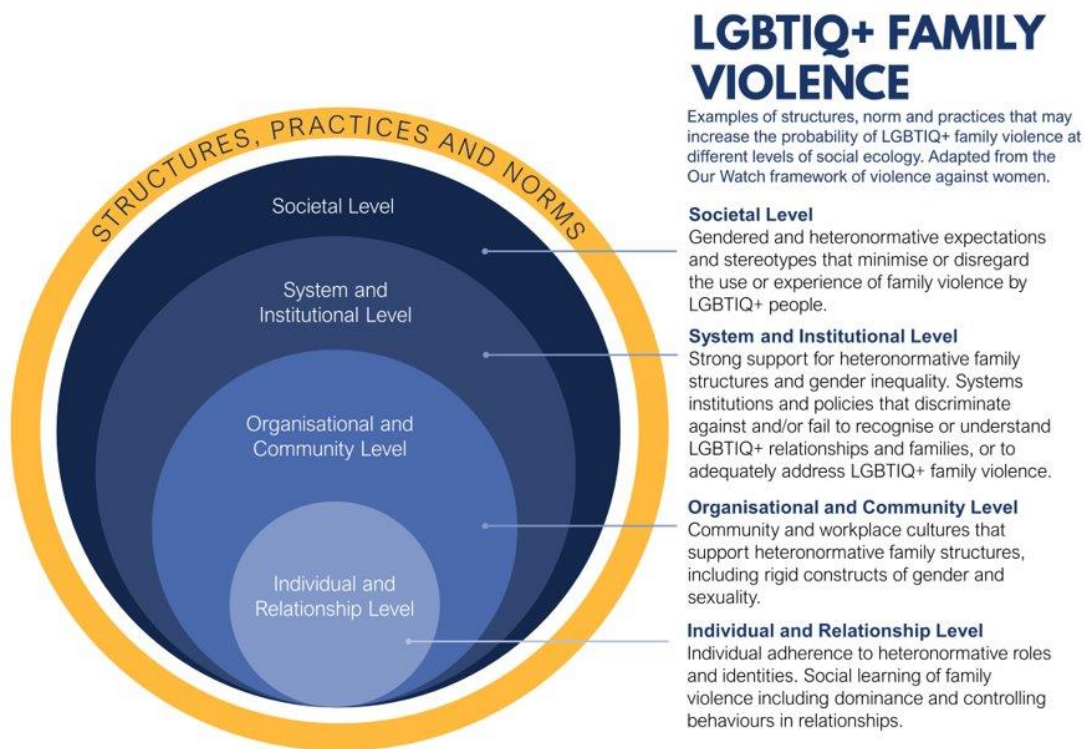 LGBTIQ+ FAMILY
VIOLENCE
Examples of structures, norm and practices that may
increase the probability of LGBTIQ+ family violence at
different levels of social ecology. Adapted from the
Our Watch framework of violence against women.
STRUCTURES, PRACTICES AND NORMS
Societal Level
System and
Institutional Level
Organisational and
Community Level
Individual and
Relationship Level
Societal Level
Gendered and heteronormative expectations
and stereotypes that minimise or disregard
the use or experience of family violence by
LGBTIQ+ people.
System and Institutional Level
Strong support for heteronormative family
structures and gender inequality. Systems
institutions and policies that discriminate
against and/or fail to recognise or understand
LGBTIQ+ relationships and families, or to
adequately address LGBTIQ+ family violence.
Organisational and Community Level
Community and workplace cultures that
support heteronormative family structures,
including rigid constructs of gender and
sexuality.
Individual and Relationship Level
Individual adherence to heteronormative roles
and identities. Social learning of family
violence including dominance and controlling
behaviours in relationships.